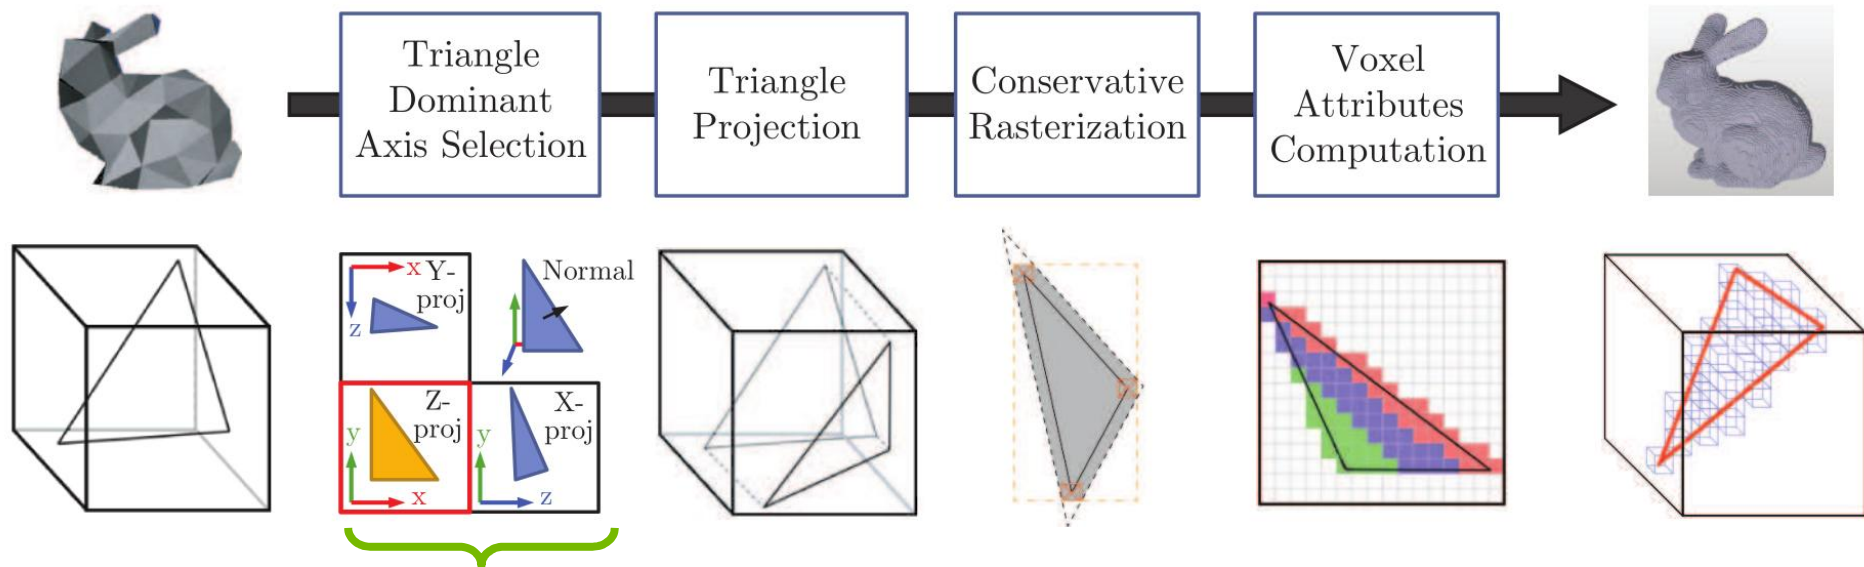 Triangle
Dominant
Axis Selection
Triangle
Projection
Conservative
Rasterization
Voxel
Attributes
Computation
x
Y-
proj
z
Normal
Z-
proj
y
x
X-
proj
y
z